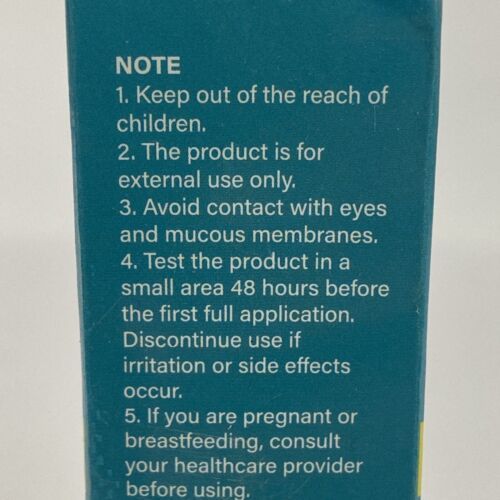 NOTE
1. Keep out of the reach of
children.
2. The product is for
external use only.
3. Avoid contact with eyes
and mucous membranes.
4. Test the product in a
small area 48 hours before
the first full application.
Discontinue use if
irritation or side effects
occur.
5. If you are pregnant or
breastfeeding, consult
your healthcare provider
before using.